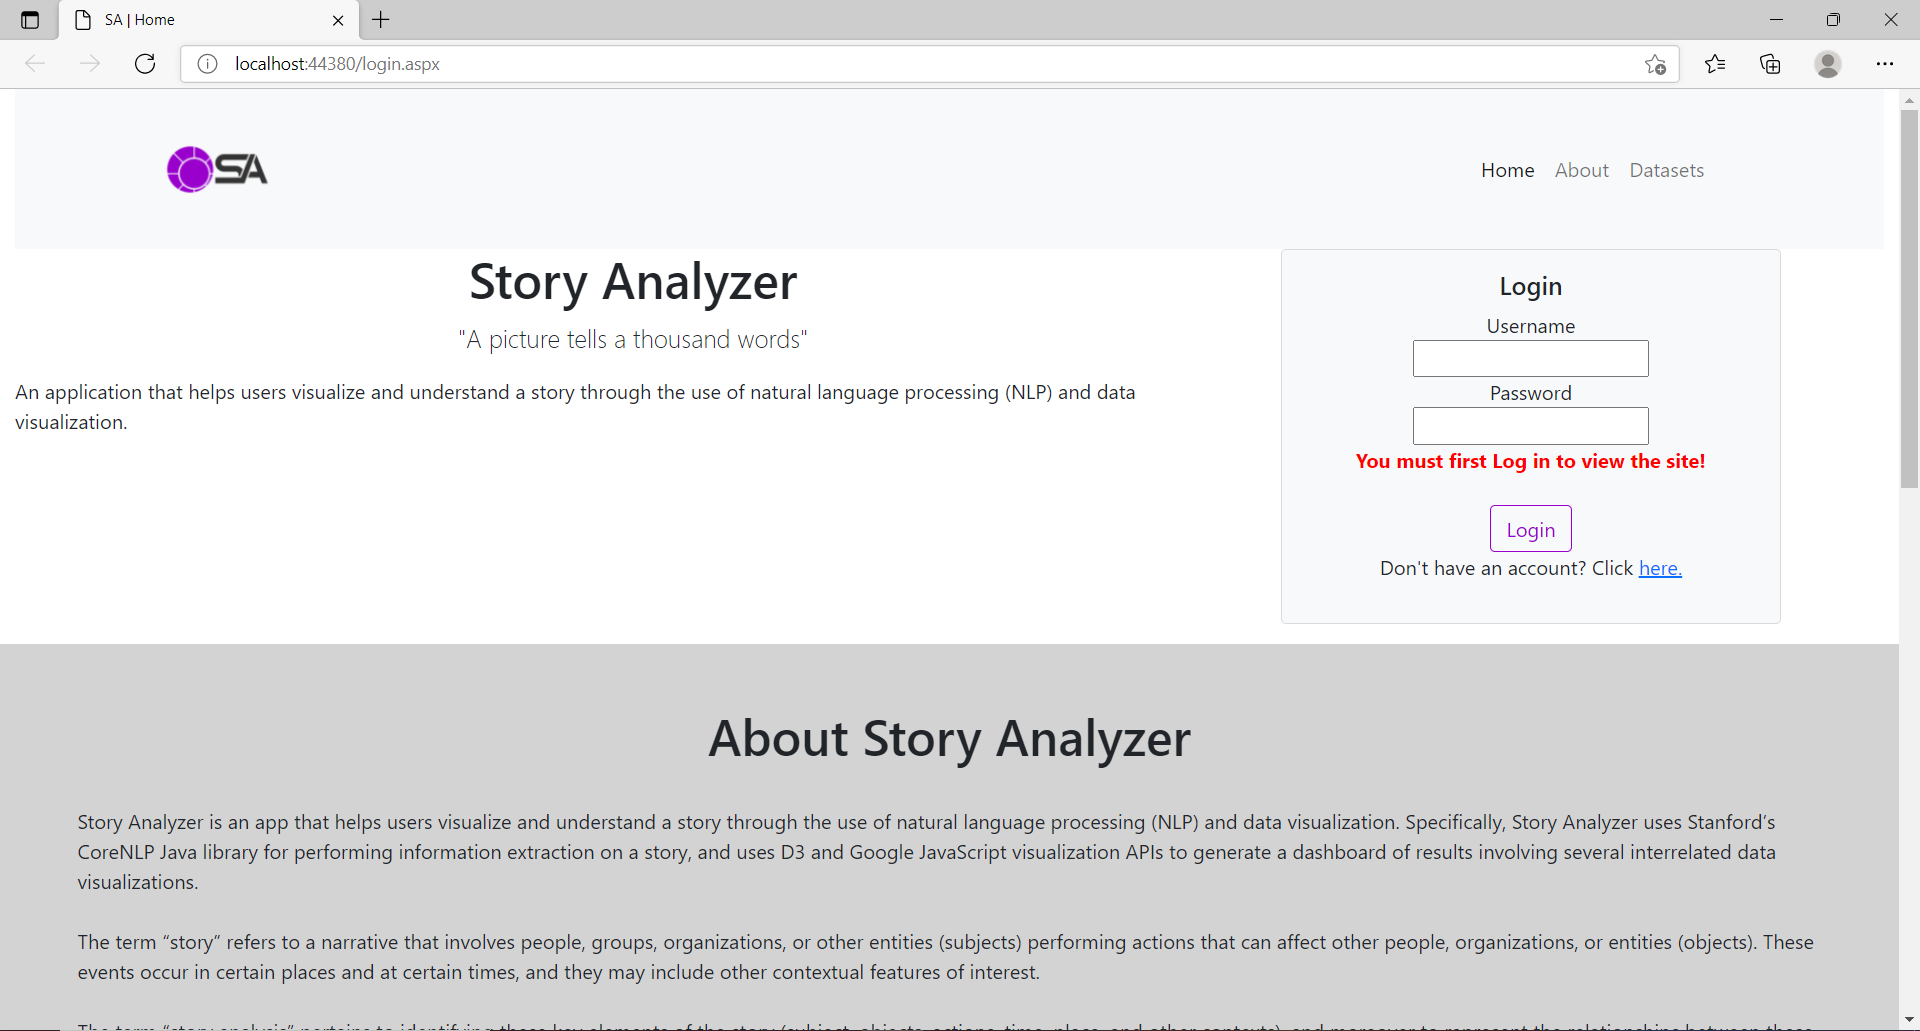 SA | Home
localhost:44380/login.aspx
SA
Home About Datasets
Story Analyzer
"A picture tells a thousand words"
An application that helps users visualize and understand a story through the use of natural language processing (NLP) and data
visualization.
Login
Username
Password
You must first Log in to view the site!
Login
Don't have an account? Click here.
About Story Analyzer
Story Analyzer is an app that helps users visualize and understand a story through the use of natural language processing (NLP) and data visualization. Specifically, Story Analyzer uses Stanford’s
CoreNLP Java library for performing information extraction on a story, and uses D3 and Google JavaScript visualization APIs to generate a dashboard of results involving several interrelated data
visualizations.
The term “story” refers to a narrative that involves people, groups, organizations, or other entities (subjects) performing actions that can affect other people, organizations, or entities (objects). These
events occur in certain places and at certain times, and they may include other contextual features of interest.